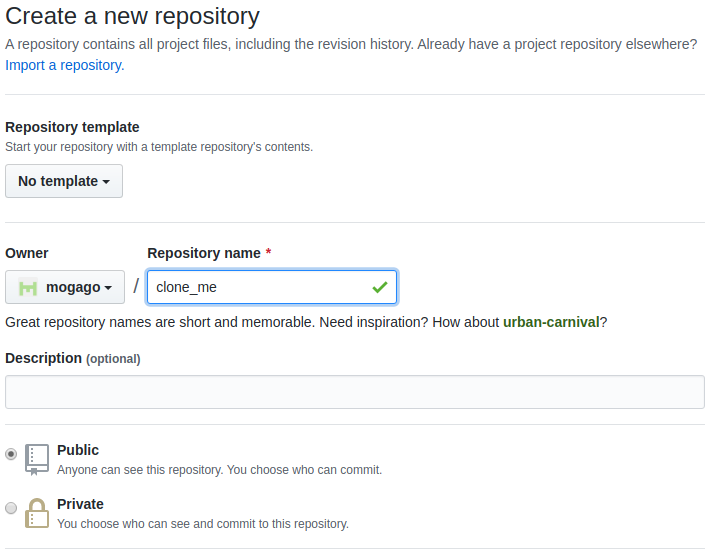 Create a new repository
A repository contains all project files, including the revision history. Already have a project repository elsewhere?
Import a repository.
Repository template
Start your repository with a template repository's contents.
No template
Owner
Repository name *
mogago / clone_me
Great repository names are short and memorable. Need inspiration? How about urban-carnival?
Description (optional)
Public
Anyone can see this repository. You choose who can commit.
Private
You choose who can see and commit to this repository.